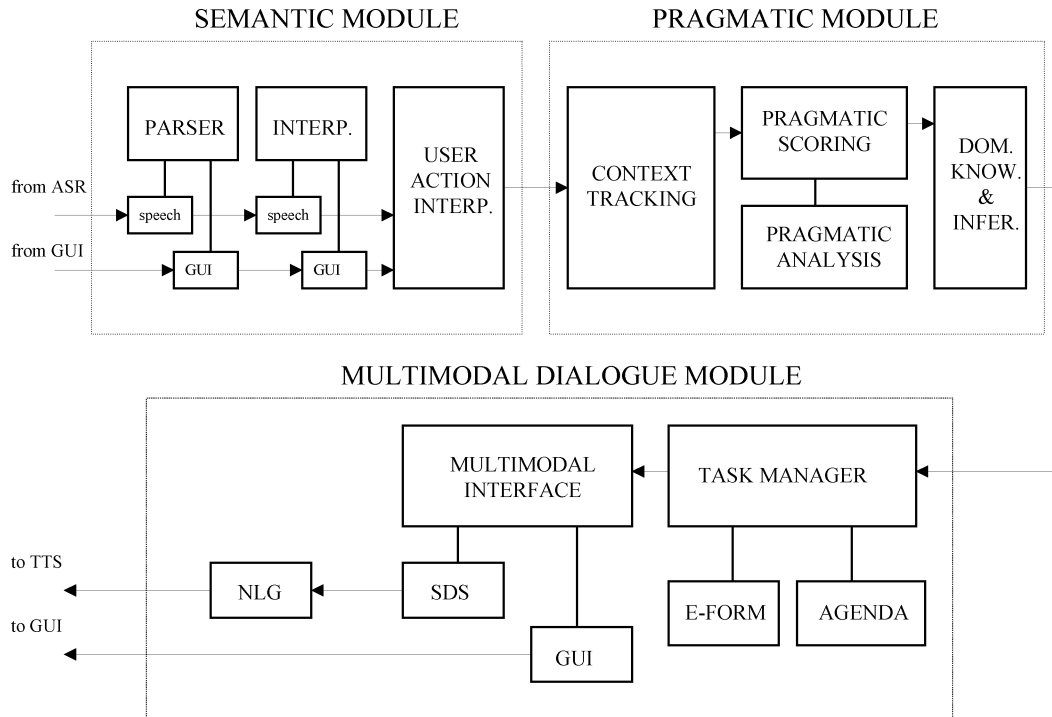 SEMANTIC MODULE
PRAGMATIC MODULE
PARSER
INTERP.
USER
ACTION
INTERP.
from ASR
speech
speech
from GUI
GUI
GUI
CONTEXT
TRACKING
PRAGMATIC
SCORING
PRAGMATIC
ANALYSIS
DOM.
KNOW.
&
INFER.
MULTIMODAL DIALOGUE MODULE
MULTIMODAL
INTERFACE
TASK MANAGER
to TTS
NLG
SDS
E-FORM
AGENDA
to GUI
GUI